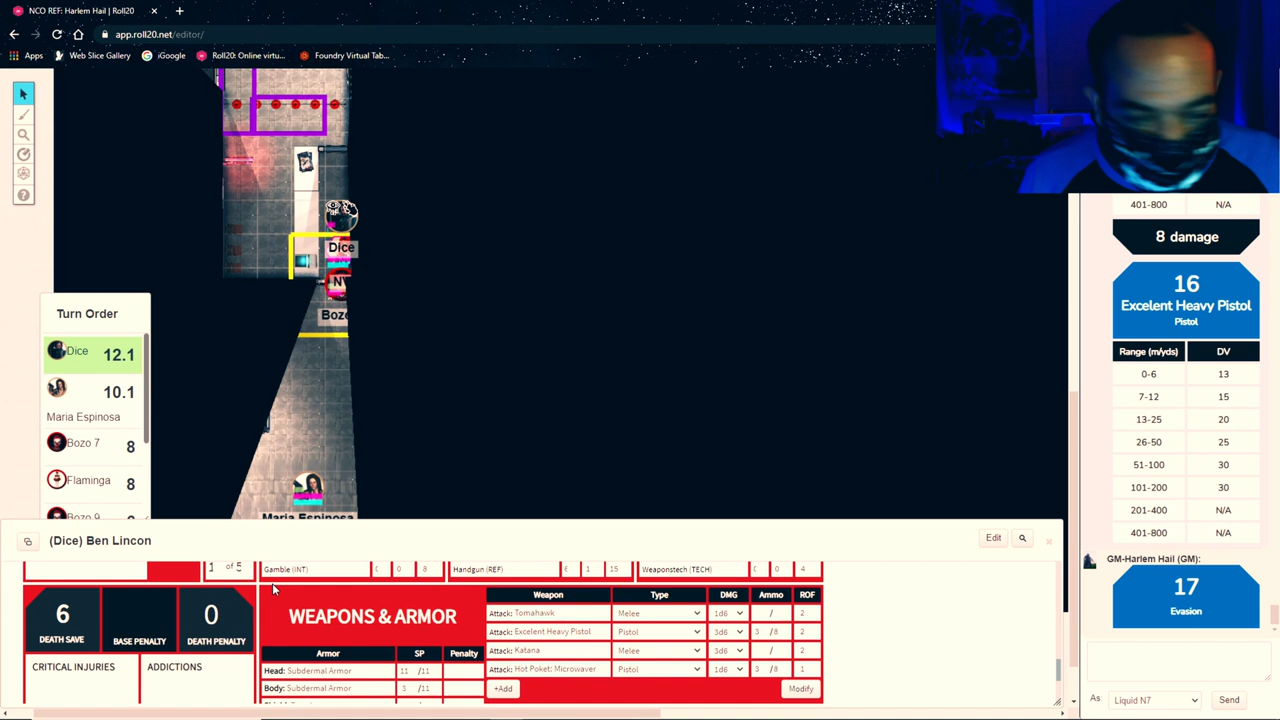 NCO REF: Harlem Hail | Roll20
app.roll20.net/editor/
Apps
Web Slice Gallery
iGoogle
Roll20: Online virtu...
Foundry Virtual Tab...
401-800 N/A
8 damage
16
Excelent Heavy Pistol
Pistol
Range (m/yds) DV
0-6 13
7-12 15
13-25 20
26-50 25
51-100 30
101-200 30
201-400 N/A
401-800 N/A
GM-Harlem Hail (GM):
17
Evasion
As Liquid N7 Send
Dice
Boze
Maria Espinosa
Turn Order
Dice 12.1
10.1
Maria Espinosa
Bozo 7 8
Flaminga 8
Bozo 9
(Dice) Ben Lincon
Edit
1 of 5
Gamble (INT) 0 8
Handgun (REF) 1 15
Weaponstech (TECH) 0 4
6
DEATH SAVE
BASE PENALTY
0
DEATH PENALTY
CRITICAL INJURIES
ADDICTIONS
WEAPONS & ARMOR
Armor SP Penalty
Head: Subdermal Armor 11 /11
Body: Subdermal Armor 3 /11
Weapon Type DMG Ammo ROF
Attack: Tomahawk Melee 1d6 / 2
Attack: Excelent Heavy Pistol Pistol 3d6 3 /8 2
Attack: Katana Melee 3d6 / 2
Attack: Hot Poket: Microwaver Pistol 1d6 3 /8 1
+Add
Modify